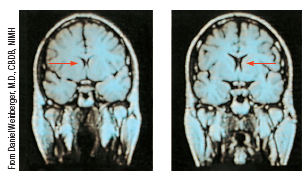 From Daniel Weinberger, M.D., CBDB, NIMH